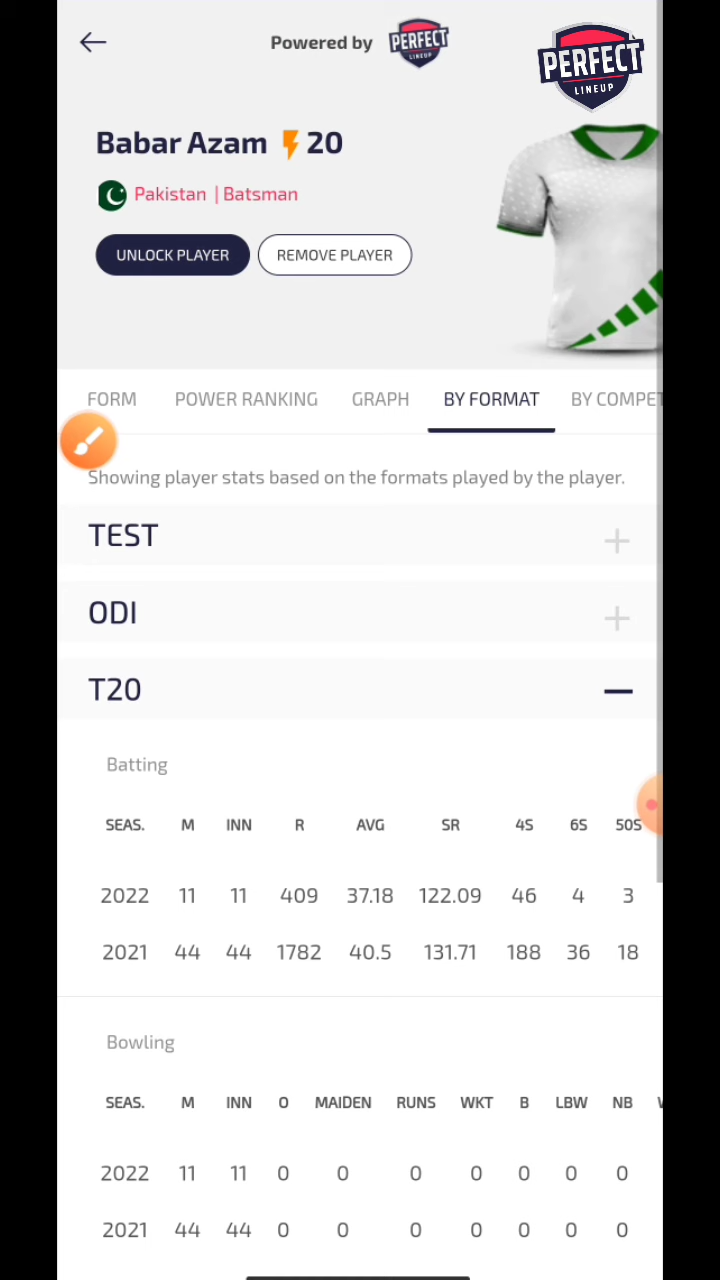 Powered by PERFECT LINEUP
PERFECT
LINEUP
Babar Azam 20
Pakistan | Batsman
UNLOCK PLAYER REMOVE PLAYER
FORM POWER RANKING GRAPH BY FORMAT BY COMPET
Showing player stats based on the formats played by the player.
TEST +
ODI +
T20 —
Batting
SEAS. M INN R AVG SR 4S 6S 50S
2022 11 11 409 37.18 122.09 46 4 3
2021 44 44 1782 40.5 131.71 188 36 18
Bowling
SEAS. M INN O MAIDEN RUNS WKT B LBW NB
2022 11 11 0 0 0 0 0 0 0
2021 44 44 0 0 0 0 0 0 0